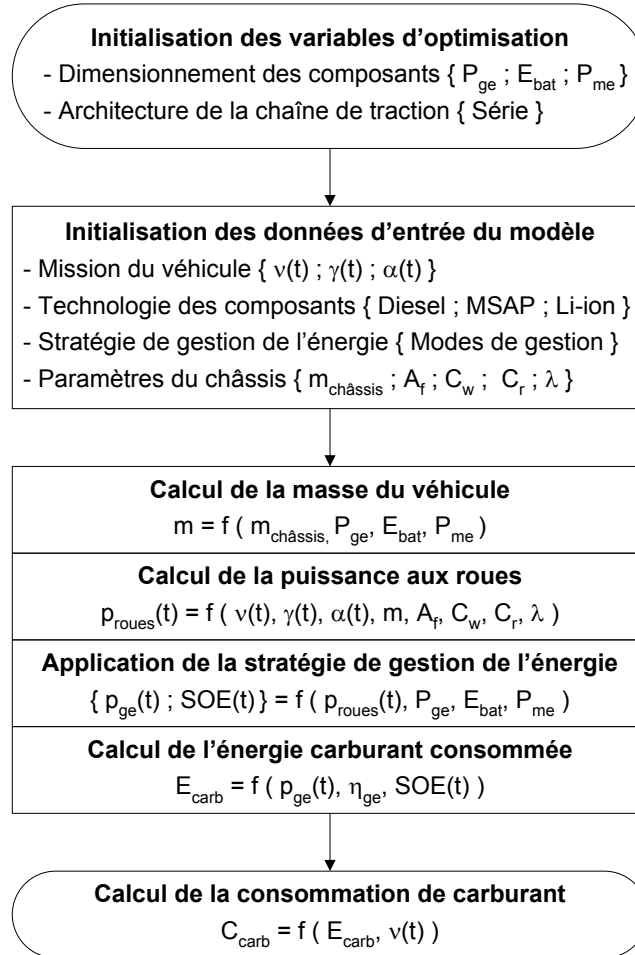 Initialisation des variables d’optimisation
- Dimensionnement des composants { P_ge ; E_bat ; P_me }
- Architecture de la chaîne de traction { Série }
Initialisation des données d’entrée du modèle
- Mission du véhicule { ν(t) ; γ(t) ; α(t) }
- Technologie des composants { Diesel ; MSAP ; Li-ion }
- Stratégie de gestion de l’énergie { Modes de gestion }
- Paramètres du châssis { m_châssis ; A_f ; C_w ; C_r ; λ }
Calcul de la masse du véhicule
m = f ( m_châssis, P_ge, E_bat, P_me )
Calcul de la puissance aux roues
p_roues(t) = f ( ν(t), γ(t), α(t), m, A_f, C_w, C_r, λ )
Application de la stratégie de gestion de l’énergie
{ p_ge(t) ; SOE(t) } = f ( p_roues(t), P_ge, E_bat, P_me )
Calcul de l’énergie carburant consommée
E_carb = f ( p_ge(t), η_ge, SOE(t) )
Calcul de la consommation de carburant
C_carb = f ( E_carb, ν(t) )